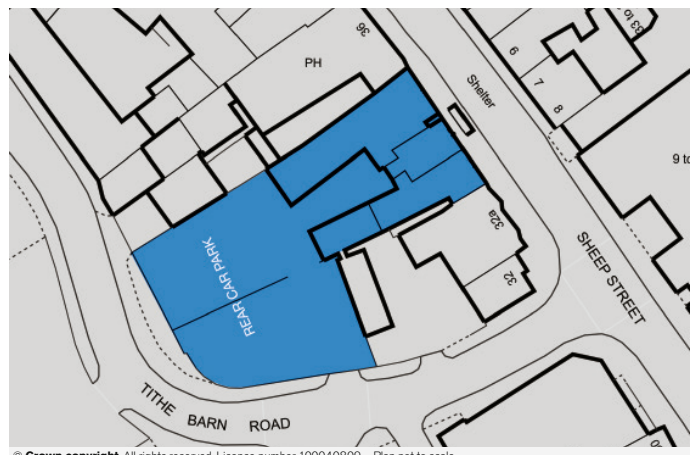 36
PH
Shelter
6
7
8
33 to
9 to
32a
32
SHEEP STREET
REAR CAR PARK
TITHE BARN ROAD
© Crown copyright. All rights reserved. Licence number 100040809. Plan not to scale